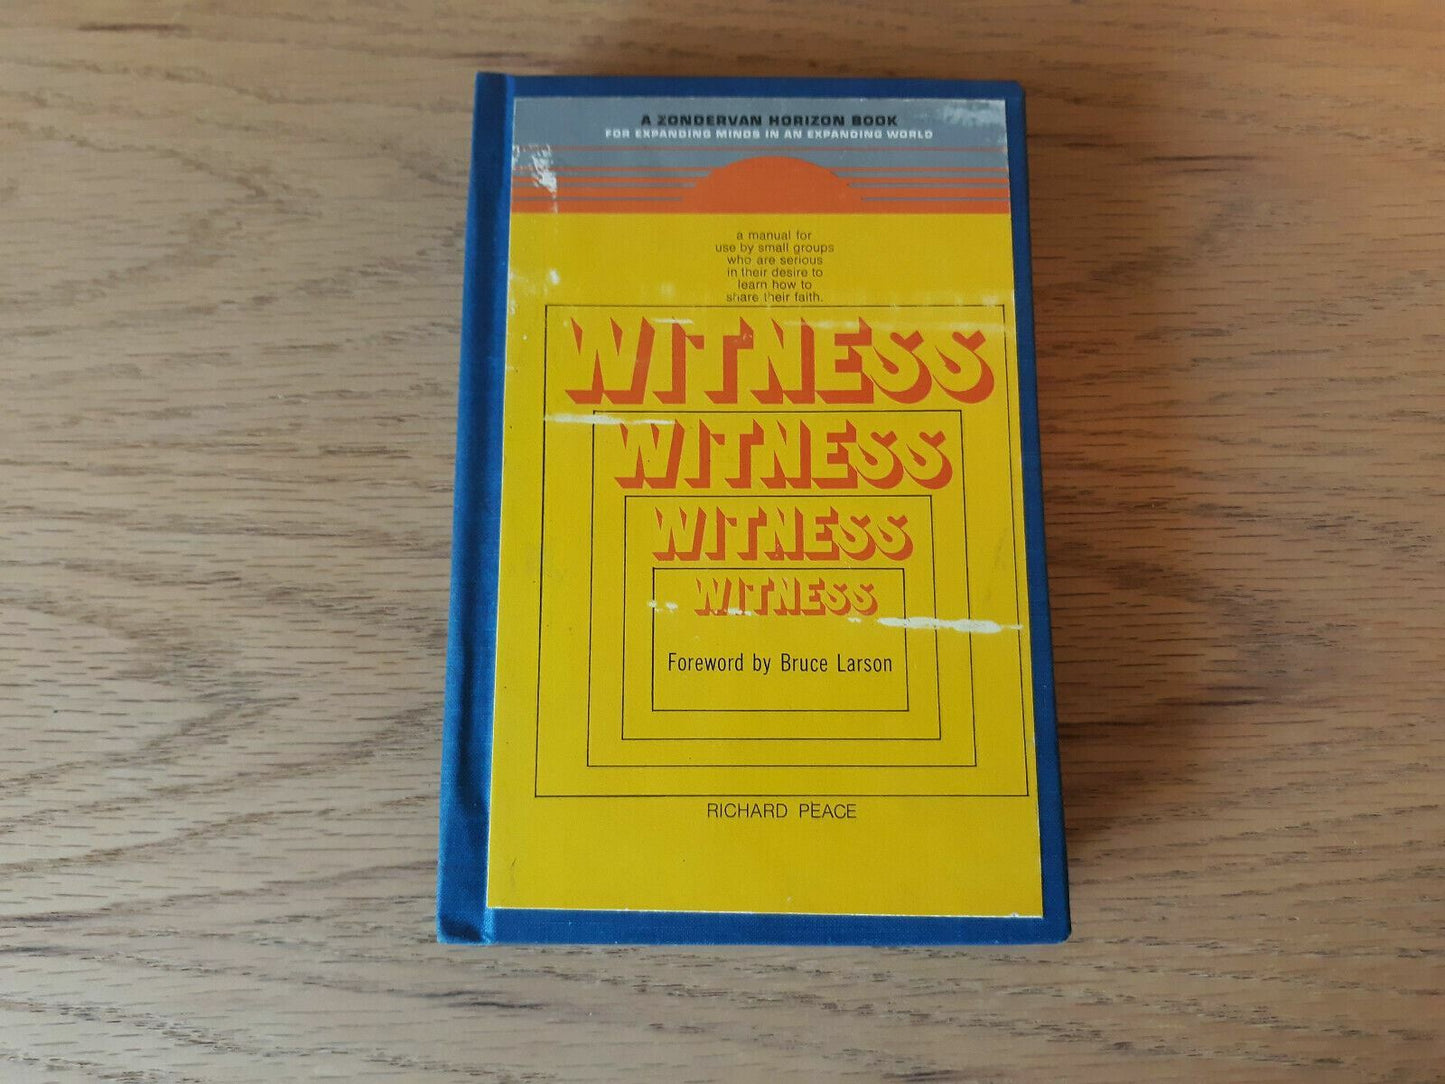 A ZONDERVAN HORIZON BOOK
FOR EXPANDING MINDS IN AN EXPANDING WORLD
a manual for
use by small groups
who are serious
in their desire to
learn how to
share their faith.
WITNESS
WITNESS
WITNESS
WITNESS
Foreword by Bruce Larson
RICHARD PEACE